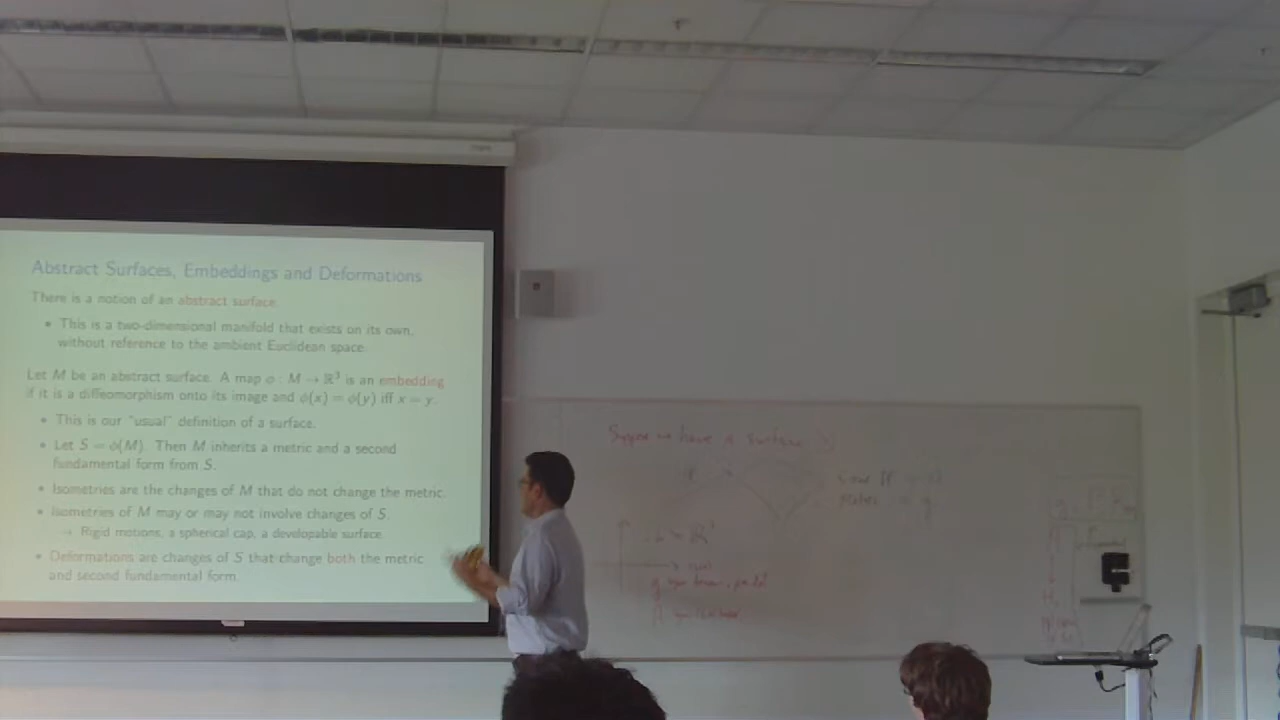 Abstract Surfaces, Embeddings and Deformations
There is a notion of an abstract surface.
• This is a two-dimensional manifold that exists on its own,
without reference to the ambient Euclidean space.
Let M be an abstract surface. A map φ : M → ℝ³ is an embedding
if it is a diffeomorphism onto its image and φ(x) = φ(y) iff x = y.
• This is our "usual" definition of a surface.
• Let S = φ(M). Then M inherits a metric and a second
fundamental form from S.
• Isometries are the changes of M that do not change the metric.
• Isometries of M may or may not involve changes of S.
→ Rigid motions, a spherical cap, a developable surface
• Deformations are changes of S that change both the metric
and second fundamental form.
Suppose we have a surface